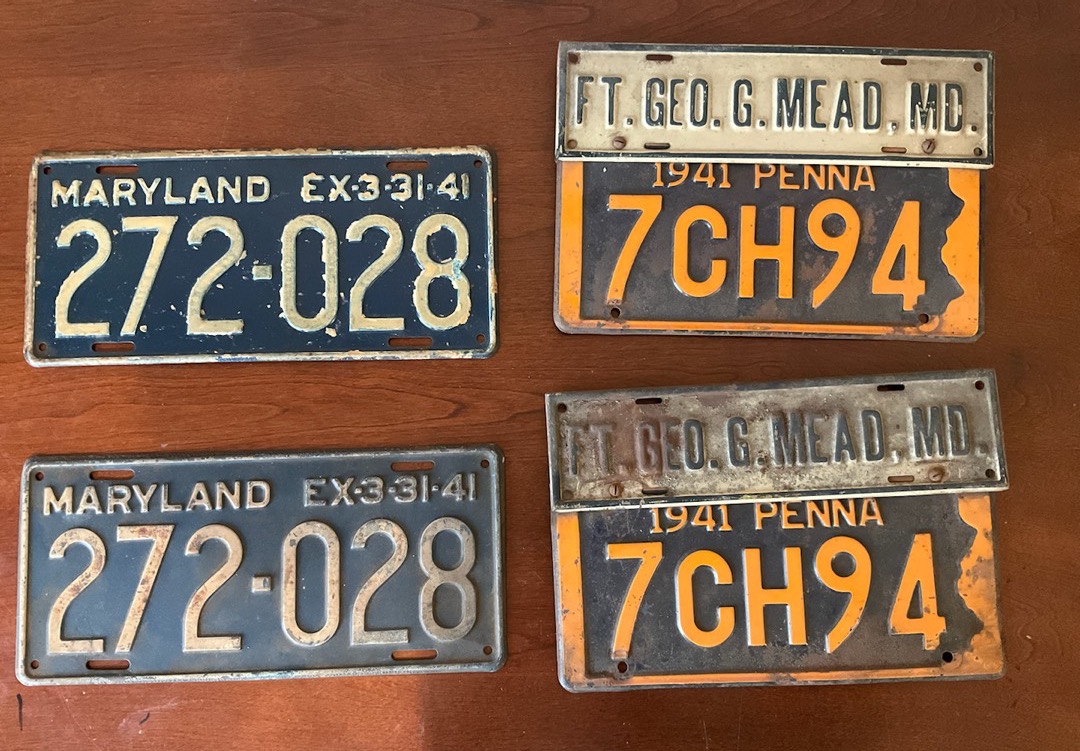 MARYLAND EX-3-31-41
272-028
FT. GEO. G. MEAD, MD.
1941 PENNA
7CH94
MARYLAND EX-3-31-41
272-028
FT. GEO. G. MEAD, MD.
1941 PENNA
7CH94